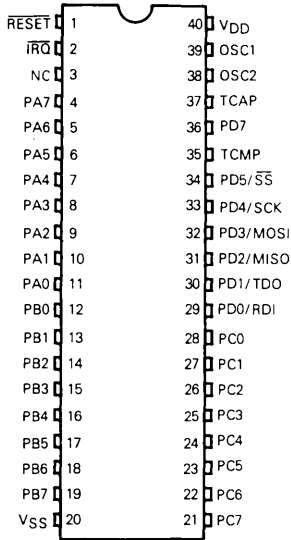 RESET 1 40 VDD
IRQ 2 39 OSC1
NC 3 38 OSC2
PA7 4 37 TCAP
PA6 5 36 PD7
PA5 6 35 TCMP
PA4 7 34 PD5/SS
PA3 8 33 PD4/SCK
PA2 9 32 PD3/MOSI
PA1 10 31 PD2/MISO
PA0 11 30 PD1/TDO
PB0 12 29 PD0/RDI
PB1 13 28 PC0
PB2 14 27 PC1
PB3 15 26 PC2
PB4 16 25 PC3
PB5 17 24 PC4
PB6 18 23 PC5
PB7 19 22 PC6
VSS 20 21 PC7